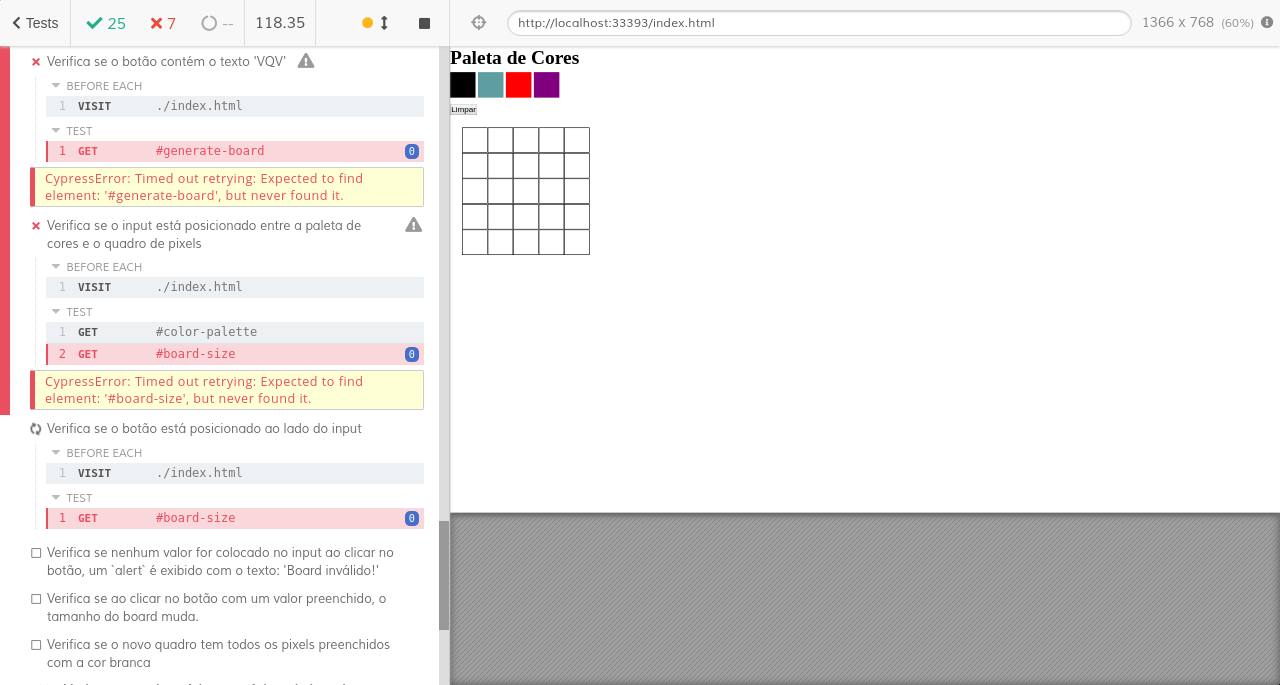 Tests
25
7
--
118.35
http://localhost:33393/index.html
1366 x 768 (60%)
Verifica se o botão contém o texto 'VQV'
BEFORE EACH
1 VISIT ./index.html
TEST
1 GET #generate-board 0
CypressError: Timed out retrying: Expected to find
element: '#generate-board', but never found it.
Verifica se o input está posicionado entre a paleta de
cores e o quadro de pixels
BEFORE EACH
1 VISIT ./index.html
TEST
1 GET #color-palette
2 GET #board-size 0
CypressError: Timed out retrying: Expected to find
element: '#board-size', but never found it.
Verifica se o botão está posicionado ao lado do input
BEFORE EACH
1 VISIT ./index.html
TEST
1 GET #board-size 0
Verifica se nenhum valor for colocado no input ao clicar no
botão, um `alert` é exibido com o texto: 'Board inválido!'
Verifica se ao clicar no botão com um valor preenchido, o
tamanho do board muda.
Verifica se o novo quadro tem todos os pixels preenchidos
com a cor branca
Paleta de Cores
Limpar